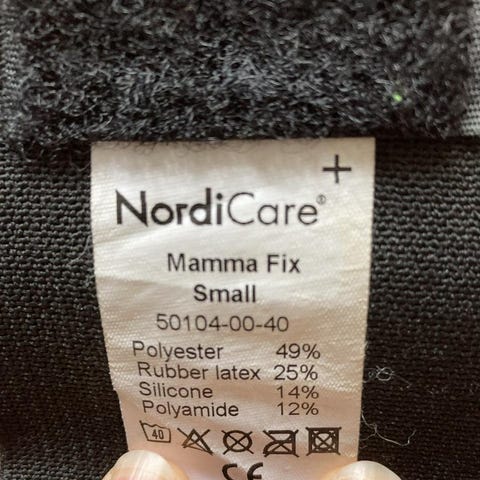 NordiCare®
Mamma Fix
Small
50104-00-40
Polyester 49%
Rubber latex 25%
Silicone 14%
Polyamide 12%
40
CE